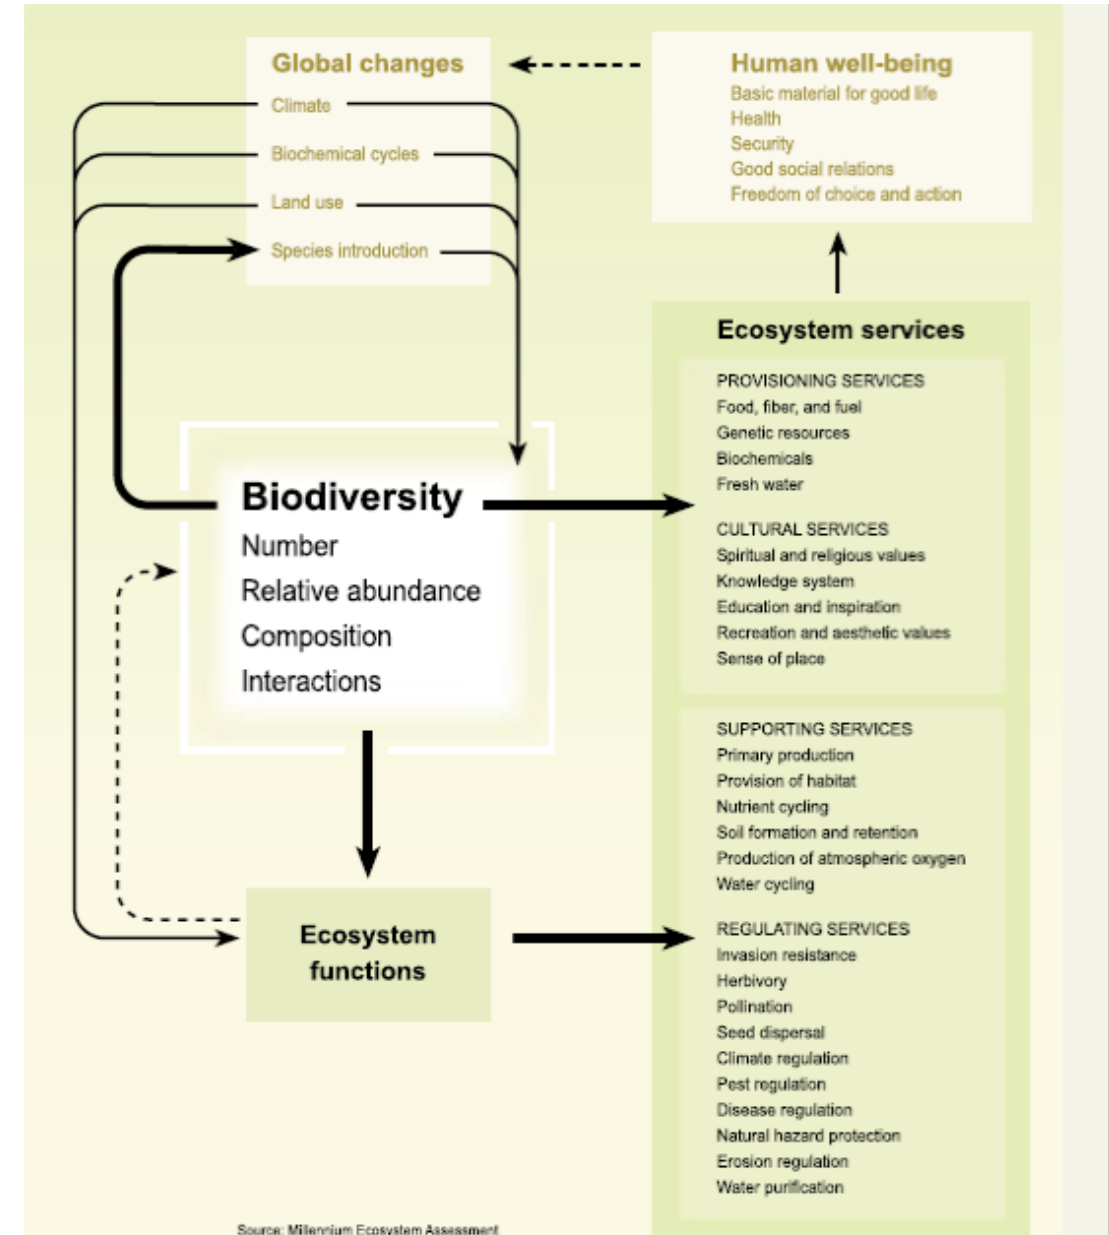 Global changes
Climate
Biochemical cycles
Land use
Species introduction
Human well-being
Basic material for good life
Health
Security
Good social relations
Freedom of choice and action
Biodiversity
Number
Relative abundance
Composition
Interactions
Ecosystem
functions
Ecosystem services
PROVISIONING SERVICES
Food, fiber, and fuel
Genetic resources
Biochemicals
Fresh water
CULTURAL SERVICES
Spiritual and religious values
Knowledge system
Education and inspiration
Recreation and aesthetic values
Sense of place
SUPPORTING SERVICES
Primary production
Provision of habitat
Nutrient cycling
Soil formation and retention
Production of atmospheric oxygen
Water cycling
REGULATING SERVICES
Invasion resistance
Herbivory
Pollination
Seed dispersal
Climate regulation
Pest regulation
Disease regulation
Natural hazard protection
Erosion regulation
Water purification
Source: Millennium Ecosystem Assessment